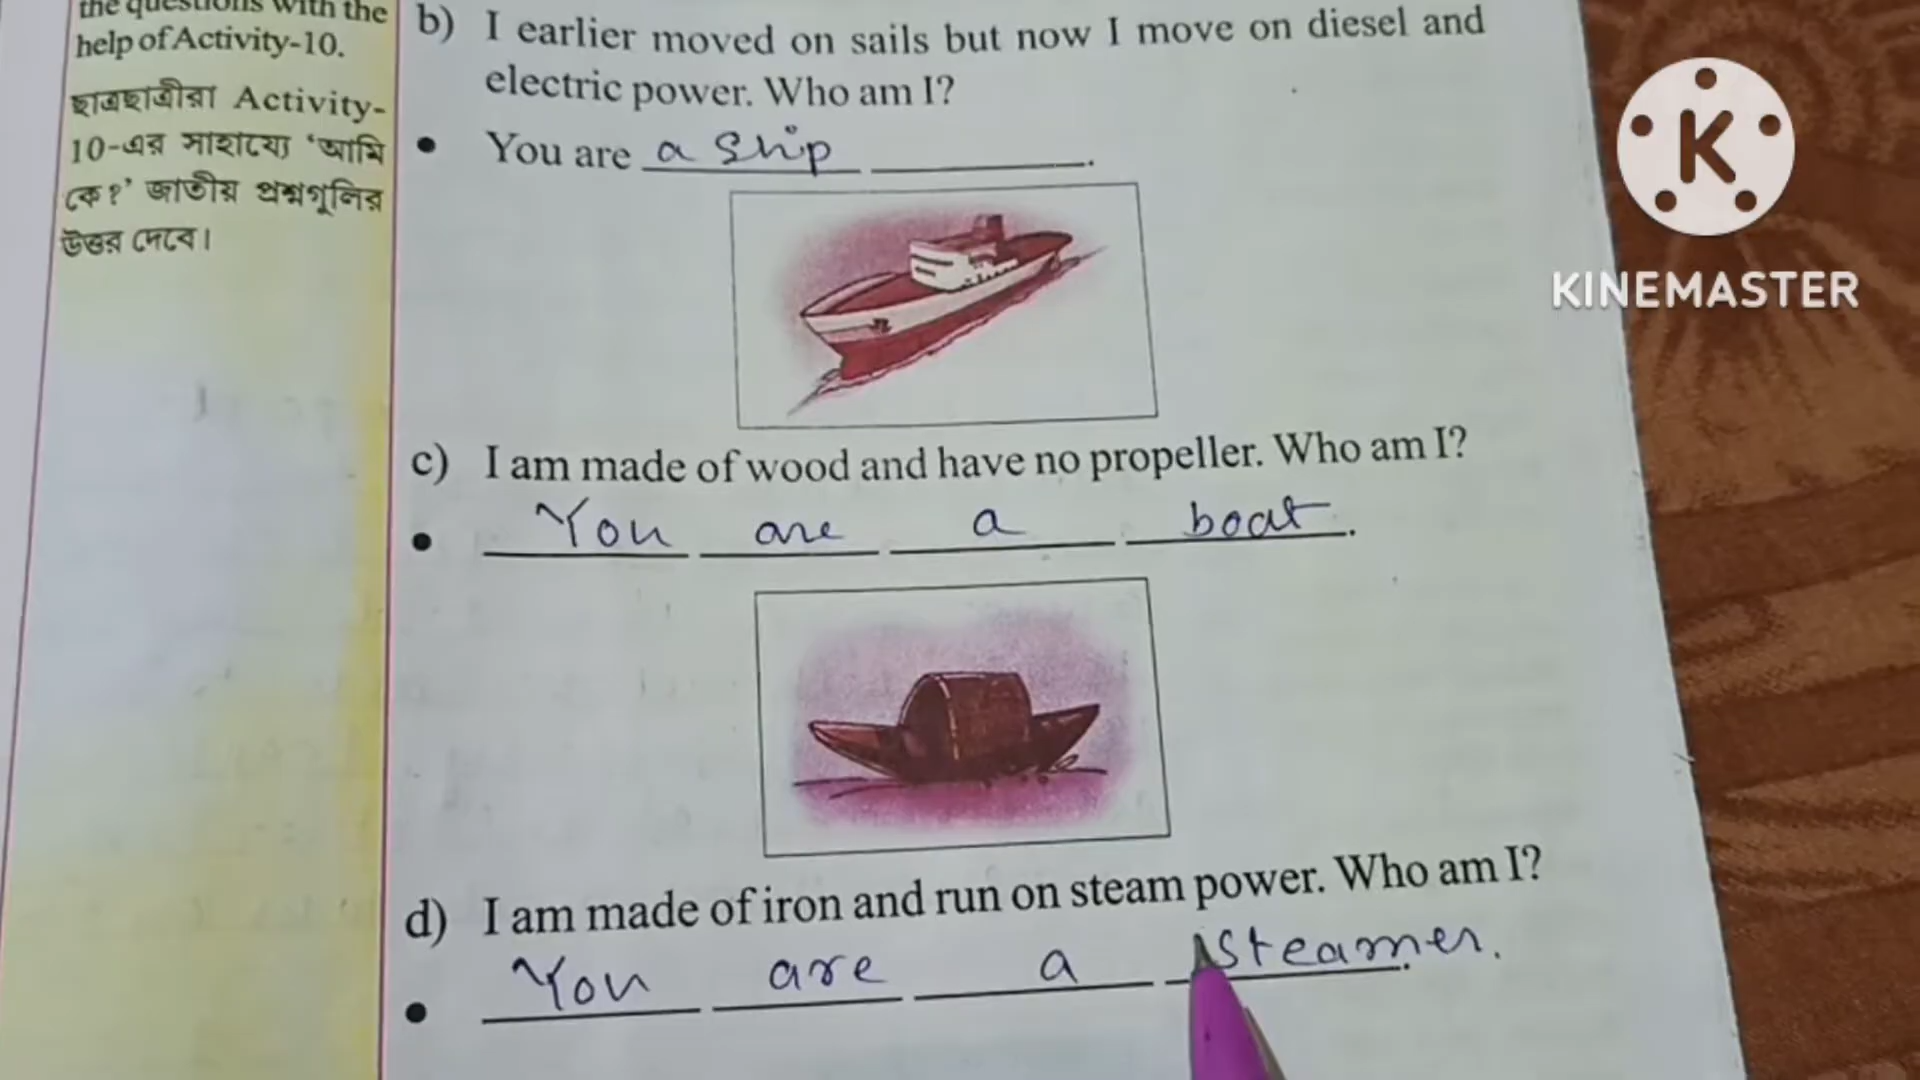 the questions with the
help of Activity-10.
ছাত্রছাত্রীরা Activity-
10-এর সাহায্যে ‘আমি
কে?’ জাতীয় প্রশ্নগুলির
উত্তর দেবে।
b) I earlier moved on sails but now I move on diesel and
electric power. Who am I?
• You are a ship.
c) I am made of wood and have no propeller. Who am I?
• You are a boat.
d) I am made of iron and run on steam power. Who am I?
• You are a steamer.
K
KINEMASTER